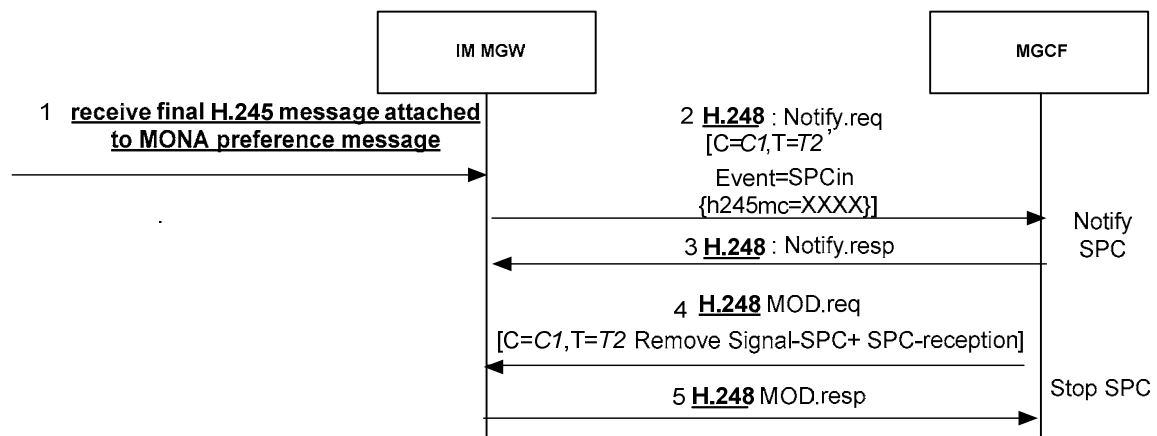 IM MGW
MGCF
1 receive final H.245 message attached
to MONA preference message
2 H.248 : Notify.req
[C=C1,T=T2’
Event=SPCin
{h245mc=XXXX}]
Notify
SPC
3 H.248 : Notify.resp
4 H.248 MOD.req
[C=C1,T=T2 Remove Signal-SPC+ SPC-reception]
Stop SPC
5 H.248 MOD.resp